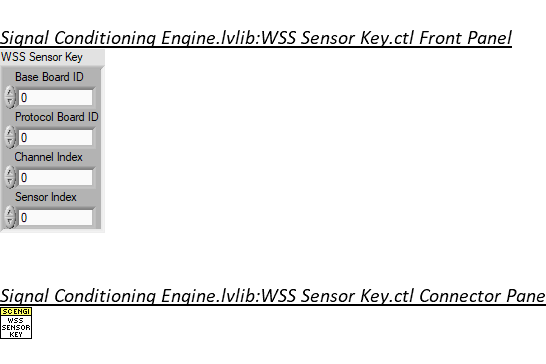 Signal Conditioning Engine.lvlib:WSS Sensor Key.ctl Front Panel
WSS Sensor Key
Base Board ID
0
Protocol Board ID
0
Channel Index
0
Sensor Index
0
Signal Conditioning Engine.lvlib:WSS Sensor Key.ctl Connector Pane
SCENGI
WSS
SENSOR
KEY